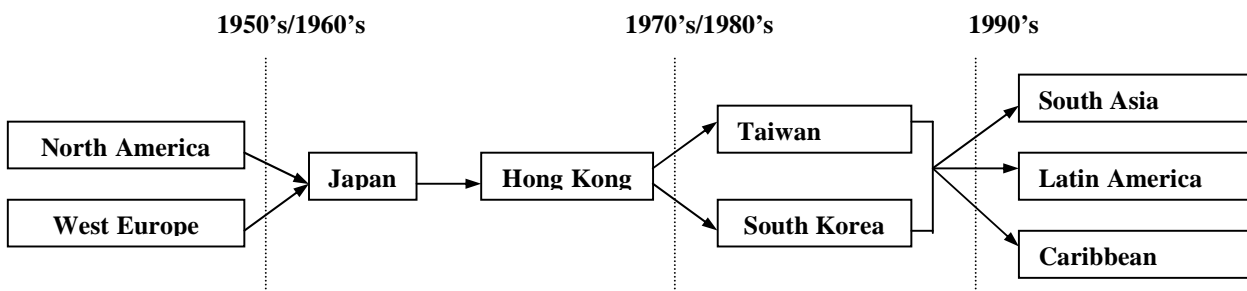 1950's/1960's
1970's/1980's
1990's
North America
West Europe
Japan
Hong Kong
Taiwan
South Korea
South Asia
Latin America
Caribbean